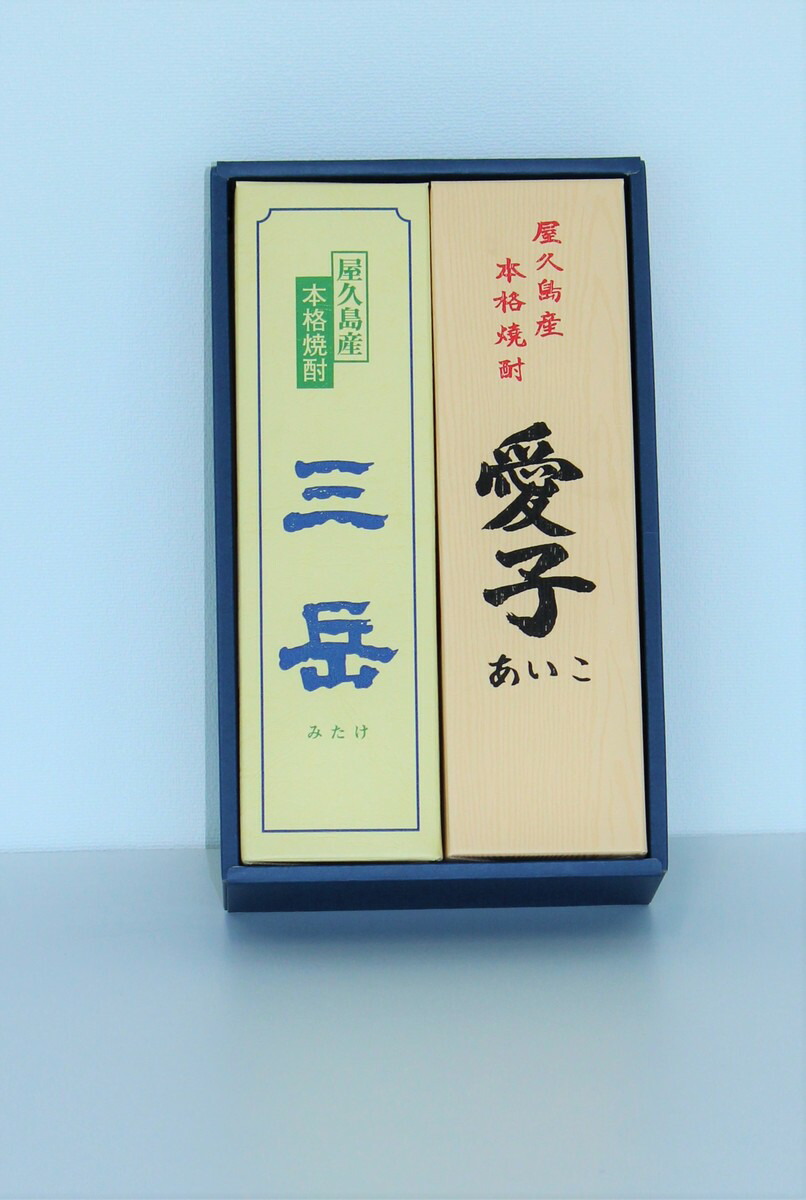 屋久島産
本格焼酎
三岳
みたけ
屋久島産
本格焼酎
愛子
あいこ